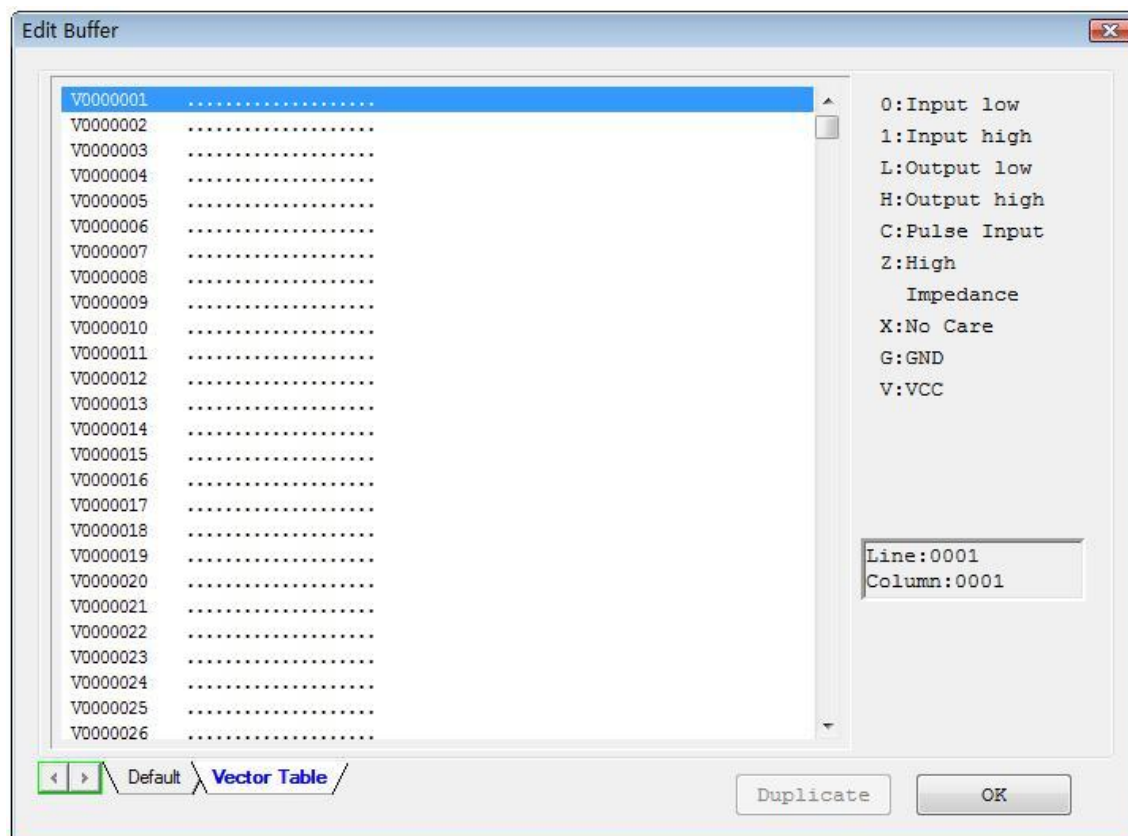 Edit Buffer
V0000001 ....................
V0000002 ....................
V0000003 ....................
V0000004 ....................
V0000005 ....................
V0000006 ....................
V0000007 ....................
V0000008 ....................
V0000009 ....................
V0000010 ....................
V0000011 ....................
V0000012 ....................
V0000013 ....................
V0000014 ....................
V0000015 ....................
V0000016 ....................
V0000017 ....................
V0000018 ....................
V0000019 ....................
V0000020 ....................
V0000021 ....................
V0000022 ....................
V0000023 ....................
V0000024 ....................
V0000025 ....................
V0000026 ....................
0:Input low
1:Input high
L:Output low
H:Output high
C:Pulse Input
Z:High
Impedance
X:No Care
G:GND
V:VCC
Line:0001
Column:0001
Default
Vector Table
Duplicate
OK